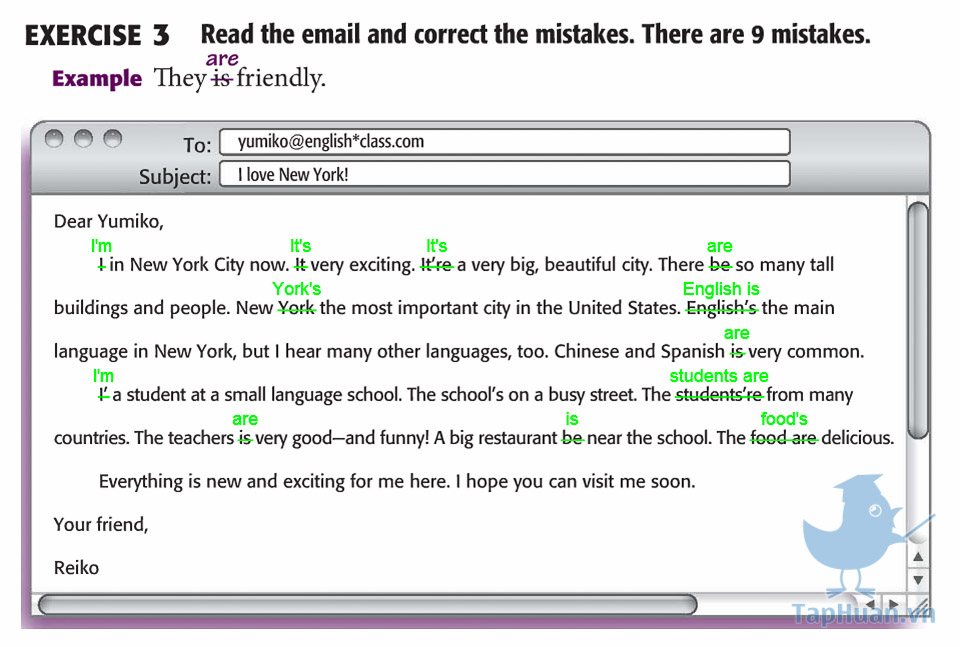 EXERCISE 3 Read the email and correct the mistakes. There are 9 mistakes.
are
Example They is friendly.
To: yumiko@english*class.com
Subject: I love New York!
Dear Yumiko,
I'm It's It's are
I in New York City now. It very exciting. It're a very big, beautiful city. There be so many tall
York's English is
buildings and people. New York the most important city in the United States. English's the main
are
language in New York, but I hear many other languages, too. Chinese and Spanish is very common.
I'm students are
I' a student at a small language school. The school's on a busy street. The students're from many
are is food's
countries. The teachers is very good—and funny! A big restaurant be near the school. The food are delicious.
Everything is new and exciting for me here. I hope you can visit me soon.
Your friend,
Reiko
TapHuan.vn